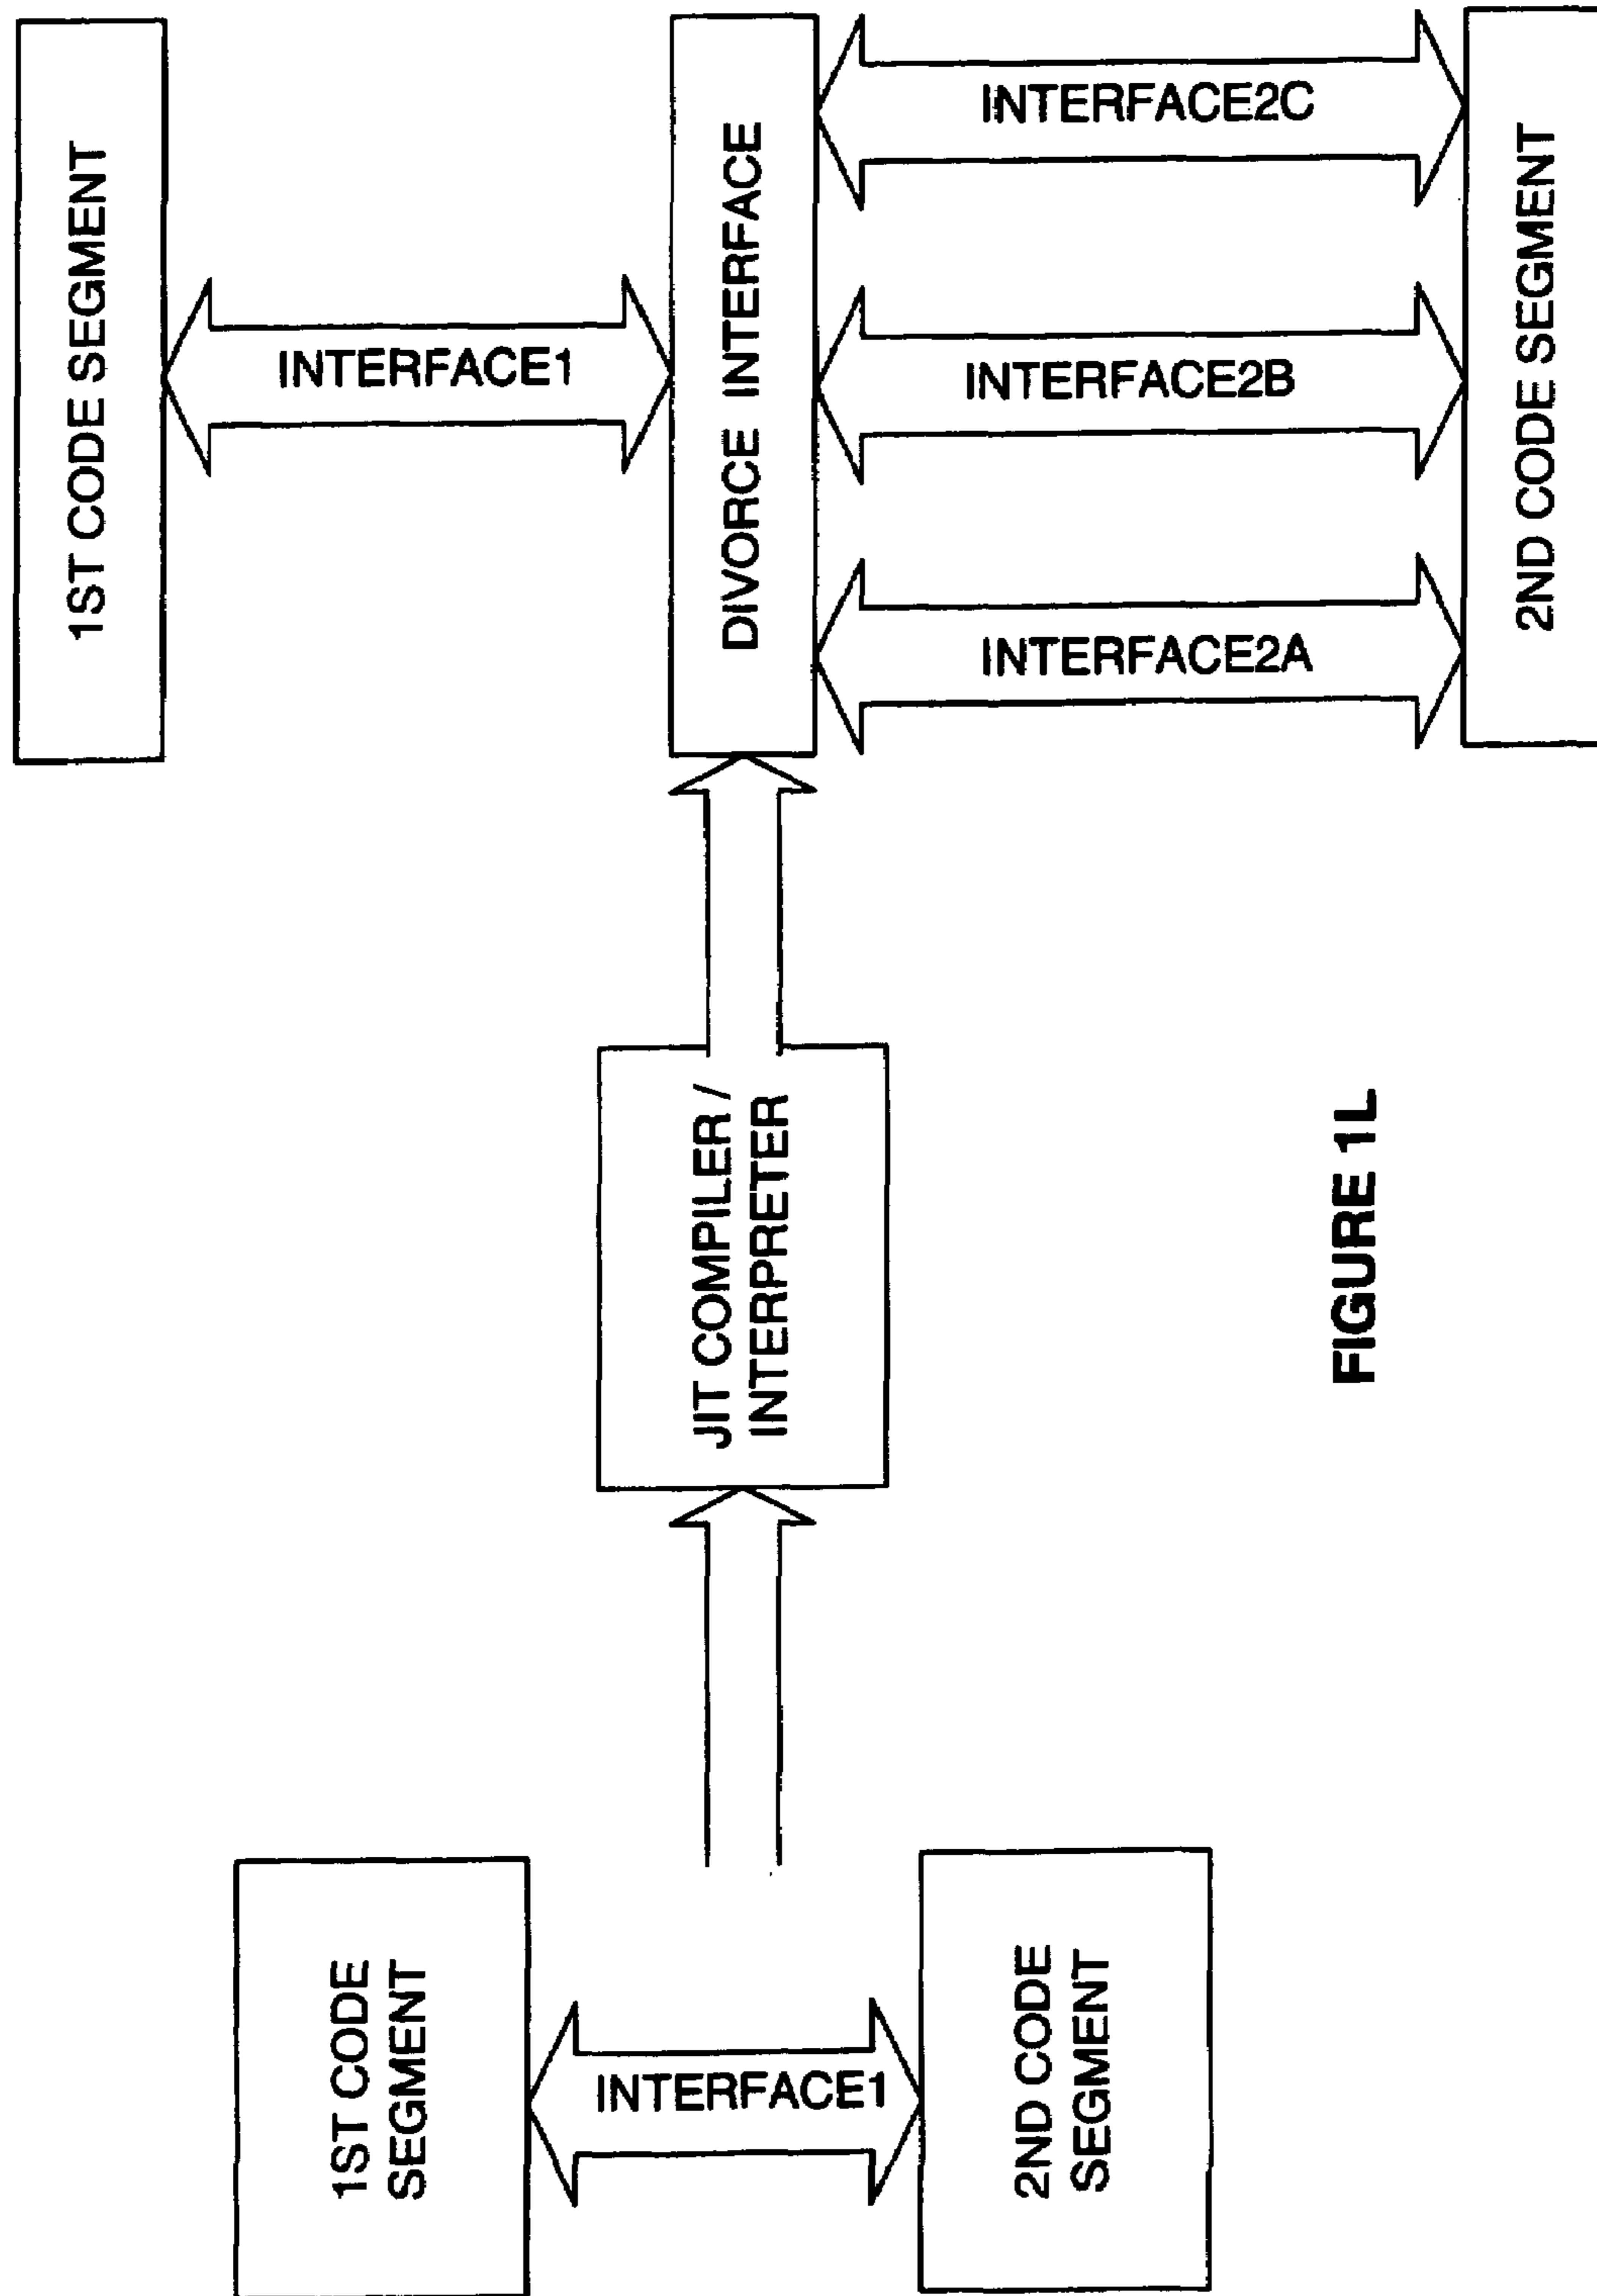 1ST CODE
SEGMENT
INTERFACE1
2ND CODE
SEGMENT
JIT COMPILER /
INTERPRETER
1ST CODE SEGMENT
INTERFACE1
DIVORCE INTERFACE
INTERFACE2A
INTERFACE2B
INTERFACE2C
2ND CODE SEGMENT
FIGURE 1L